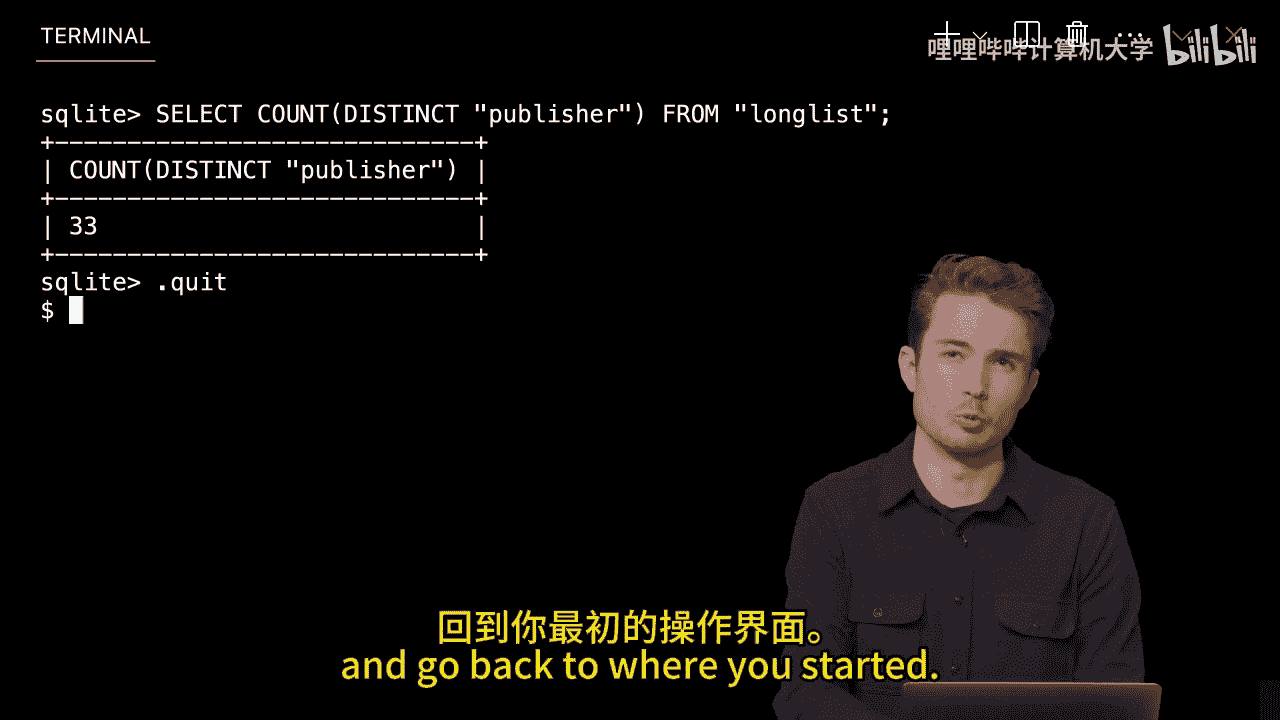 TERMINAL
哩哩哔哔计算机大学 bilibili
sqlite> SELECT COUNT(DISTINCT "publisher") FROM "longlist";
+-----------------------------+
| COUNT(DISTINCT "publisher") |
+-----------------------------+
| 33                          |
+-----------------------------+
sqlite> .quit
$
回到你最初的操作界面。
and go back to where you started.